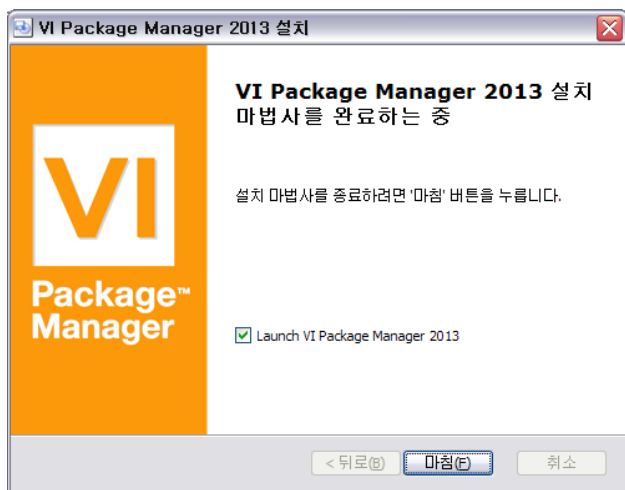 VI Package Manager 2013 설치
VI Package Manager 2013 설치
마법사를 완료하는 중
VI
설치 마법사를 종료하려면 '마침' 버튼을 누릅니다.
Package™
Manager
Launch VI Package Manager 2013
< 뒤로(B)
마침(F)
취소